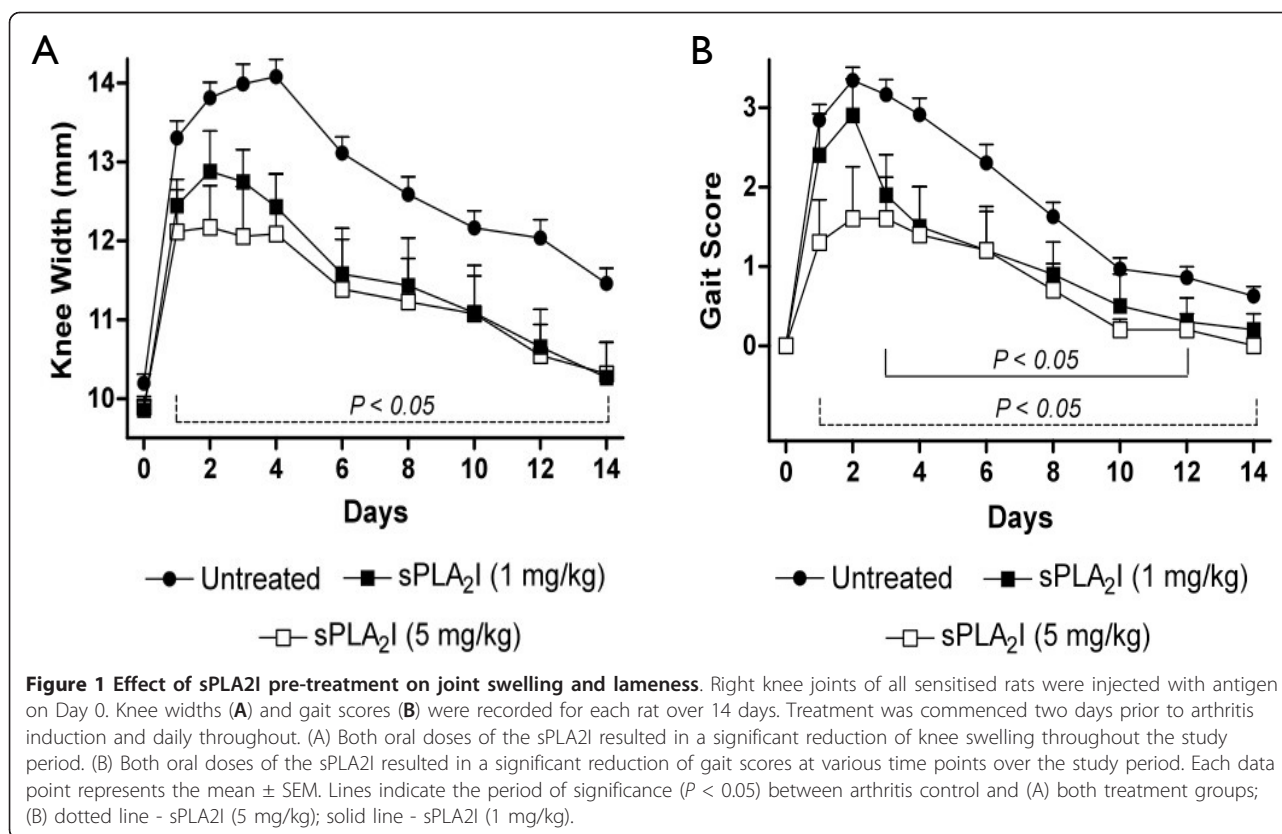 A
B
Knee Width (mm)
14
13
12
11
10
P < 0.05
0 2 4 6 8 10 12 14
Days
Gait Score
3
2
1
0
P < 0.05
P < 0.05
0 2 4 6 8 10 12 14
Days
Untreated sPLA₂I (1 mg/kg)
sPLA₂I (5 mg/kg)
Untreated sPLA₂I (1 mg/kg)
sPLA₂I (5 mg/kg)
Figure 1 Effect of sPLA2I pre-treatment on joint swelling and lameness. Right knee joints of all sensitised rats were injected with antigen
on Day 0. Knee widths (A) and gait scores (B) were recorded for each rat over 14 days. Treatment was commenced two days prior to arthritis
induction and daily throughout. (A) Both oral doses of the sPLA2I resulted in a significant reduction of knee swelling throughout the study
period. (B) Both oral doses of the sPLA2I resulted in a significant reduction of gait scores at various time points over the study period. Each data
point represents the mean ± SEM. Lines indicate the period of significance (P < 0.05) between arthritis control and (A) both treatment groups;
(B) dotted line - sPLA2I (5 mg/kg); solid line - sPLA2I (1 mg/kg).